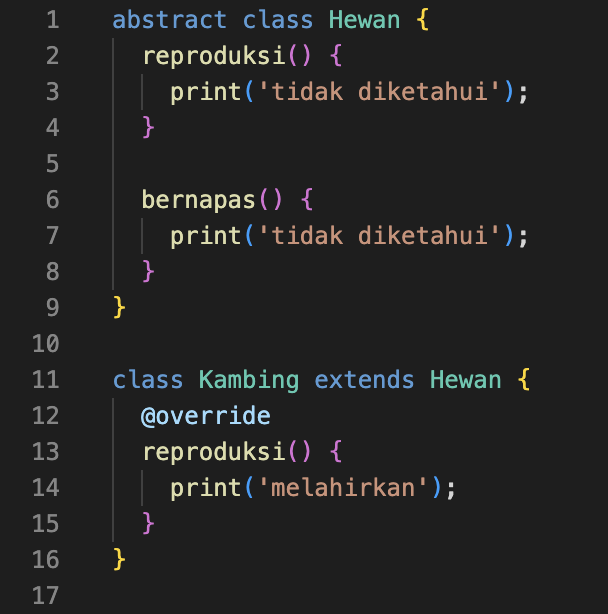 1 abstract class Hewan {
2 reproduksi() {
3 print('tidak diketahui');
4 }
5
6 bernapas() {
7 print('tidak diketahui');
8 }
9 }
10
11 class Kambing extends Hewan {
12 @override
13 reproduksi() {
14 print('melahirkan');
15 }
16 }
17